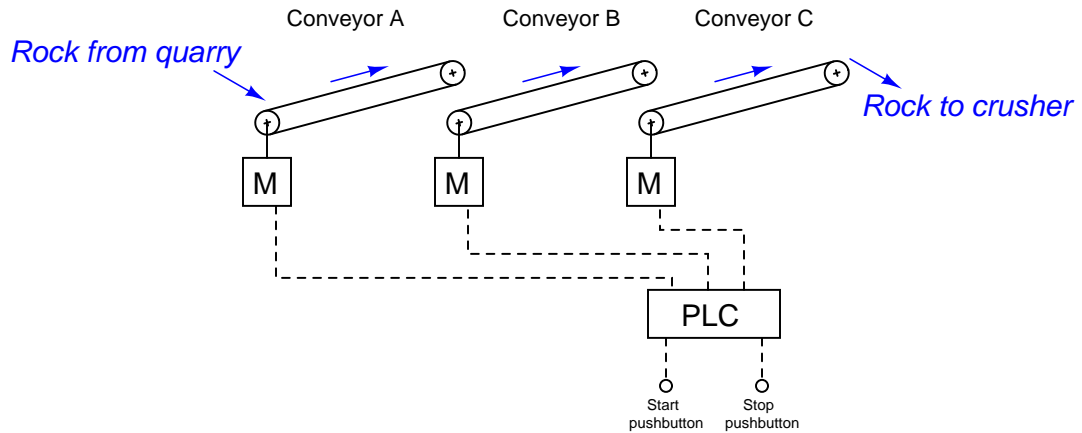 Conveyor A
Conveyor B
Conveyor C
Rock from quarry
Rock to crusher
M
M
M
PLC
Start
pushbutton
Stop
pushbutton